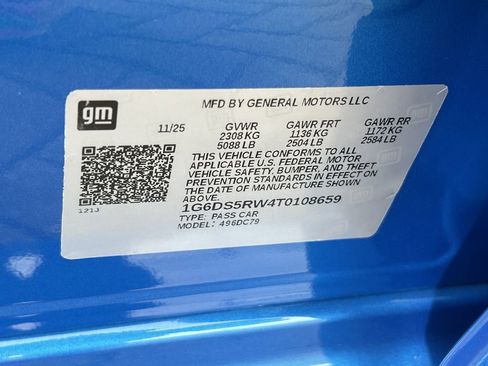 gm
MFD BY GENERAL MOTORS LLC
11/25 GVWR GAWR FRT GAWR RR
2308 KG 1136 KG 1172 KG
5088 LB 2504 LB 2584 LB
THIS VEHICLE CONFORMS TO ALL
APPLICABLE U.S. FEDERAL MOTOR
VEHICLE SAFETY, BUMPER, AND THEFT
PREVENTION STANDARDS IN EFFECT ON
THE DATE OF MANUFACTURE SHOWN ABOVE.
1G6DS5RW4T0108659
TYPE: PASS CAR
MODEL: 496DC79
121J